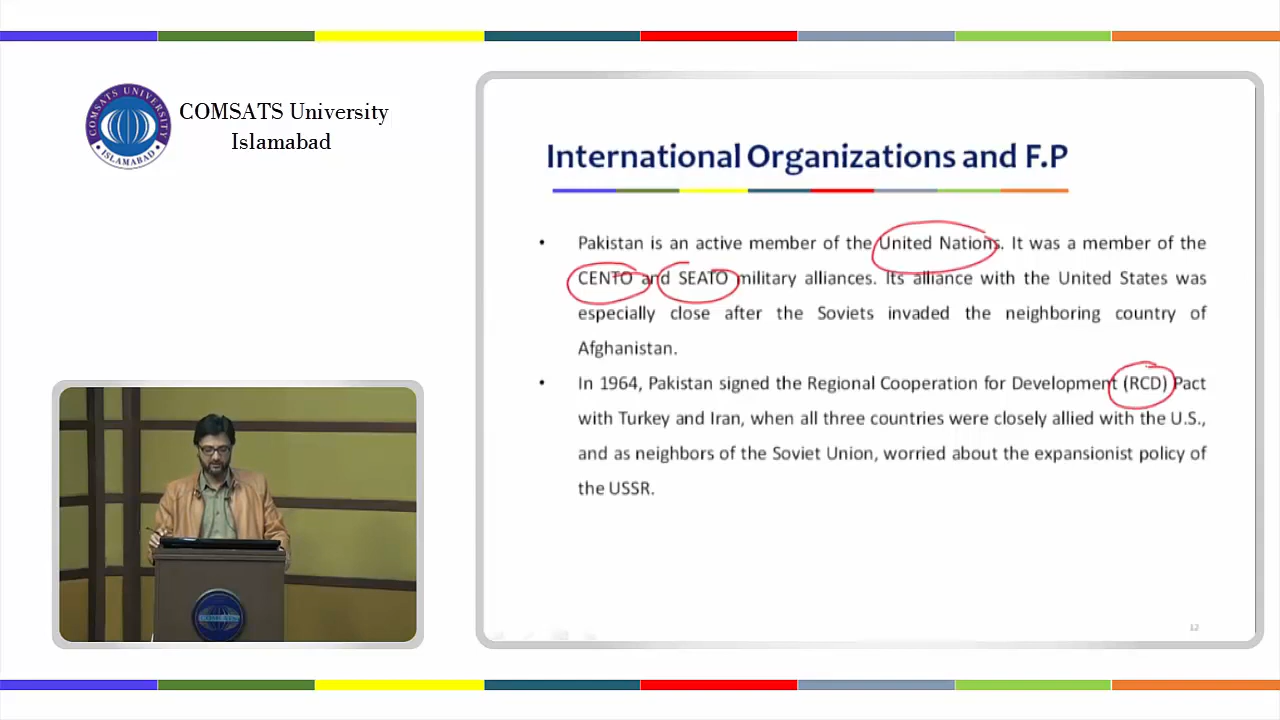 COMSATS UNIVERSITY
ISLAMABAD
COMSATS University
Islamabad
International Organizations and F.P
• Pakistan is an active member of the United Nations. It was a member of the
CENTO and SEATO military alliances. Its alliance with the United States was
especially close after the Soviets invaded the neighboring country of
Afghanistan.
• In 1964, Pakistan signed the Regional Cooperation for Development (RCD) Pact
with Turkey and Iran, when all three countries were closely allied with the U.S.,
and as neighbors of the Soviet Union, worried about the expansionist policy of
the USSR.
12
COMSATS